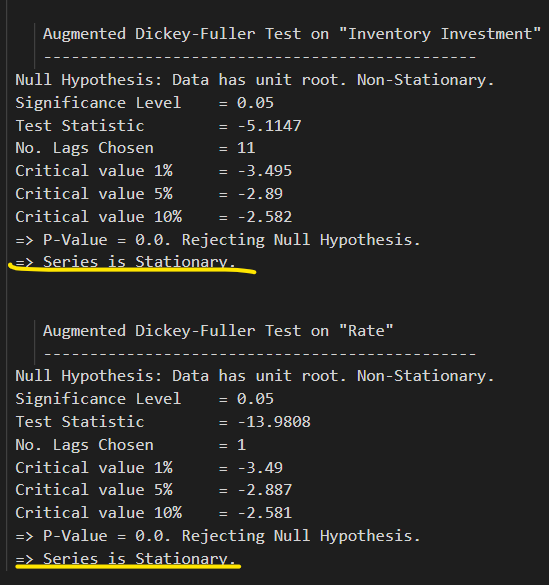 Augmented Dickey-Fuller Test on "Inventory Investment"
-----------------------------------------------
Null Hypothesis: Data has unit root. Non-Stationary.
Significance Level    = 0.05
Test Statistic        = -5.1147
No. Lags Chosen       = 11
Critical value 1%     = -3.495
Critical value 5%     = -2.89
Critical value 10%    = -2.582
=> P-Value = 0.0. Rejecting Null Hypothesis.
=> Series is Stationary.
Augmented Dickey-Fuller Test on "Rate"
-----------------------------------------------
Null Hypothesis: Data has unit root. Non-Stationary.
Significance Level    = 0.05
Test Statistic        = -13.9808
No. Lags Chosen       = 1
Critical value 1%     = -3.49
Critical value 5%     = -2.887
Critical value 10%    = -2.581
=> P-Value = 0.0. Rejecting Null Hypothesis.
=> Series is Stationary.